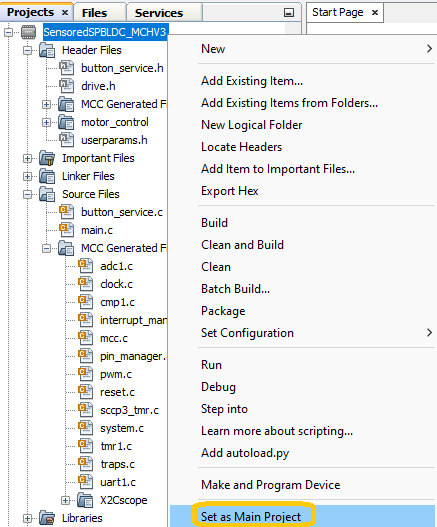 Projects × Files Services
Start Page ×
SensoredSPBLDC_MCHV3
Header Files
button_service.h
drive.h
MCC Generated F
motor_control
userparams.h
Important Files
Linker Files
Source Files
button_service.c
main.c
MCC Generated F
adc1.c
clock.c
cmp1.c
interrupt_man
mcc.c
pin_manager.c
pwm.c
reset.c
sccp3_tmr.c
system.c
tmr1.c
traps.c
uart1.c
X2Cscope
Libraries
New
Add Existing Item...
Add Existing Items from Folders...
New Logical Folder
Locate Headers
Add Item to Important Files...
Export Hex
Build
Clean and Build
Clean
Batch Build...
Package
Set Configuration
Run
Debug
Step into
Learn more about scripting...
Add autoload.py
Make and Program Device
Set as Main Project